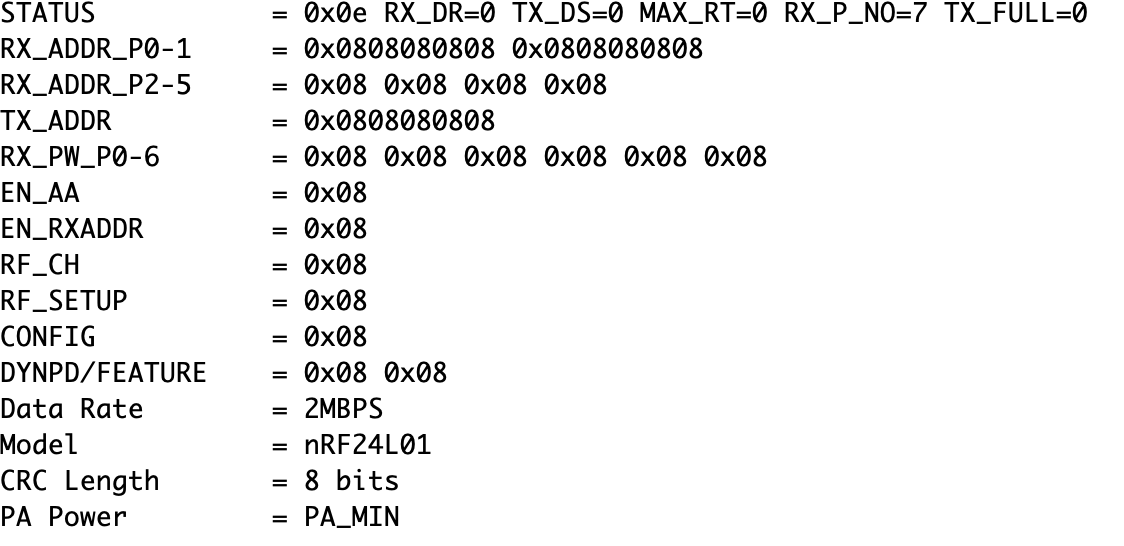 STATUS = 0x0e RX_DR=0 TX_DS=0 MAX_RT=0 RX_P_NO=7 TX_FULL=0
RX_ADDR_P0-1 = 0x0808080808 0x0808080808
RX_ADDR_P2-5 = 0x08 0x08 0x08 0x08
TX_ADDR = 0x0808080808
RX_PW_P0-6 = 0x08 0x08 0x08 0x08 0x08 0x08
EN_AA = 0x08
EN_RXADDR = 0x08
RF_CH = 0x08
RF_SETUP = 0x08
CONFIG = 0x08
DYNPD/FEATURE = 0x08 0x08
Data Rate = 2MBPS
Model = nRF24L01
CRC Length = 8 bits
PA Power = PA_MIN